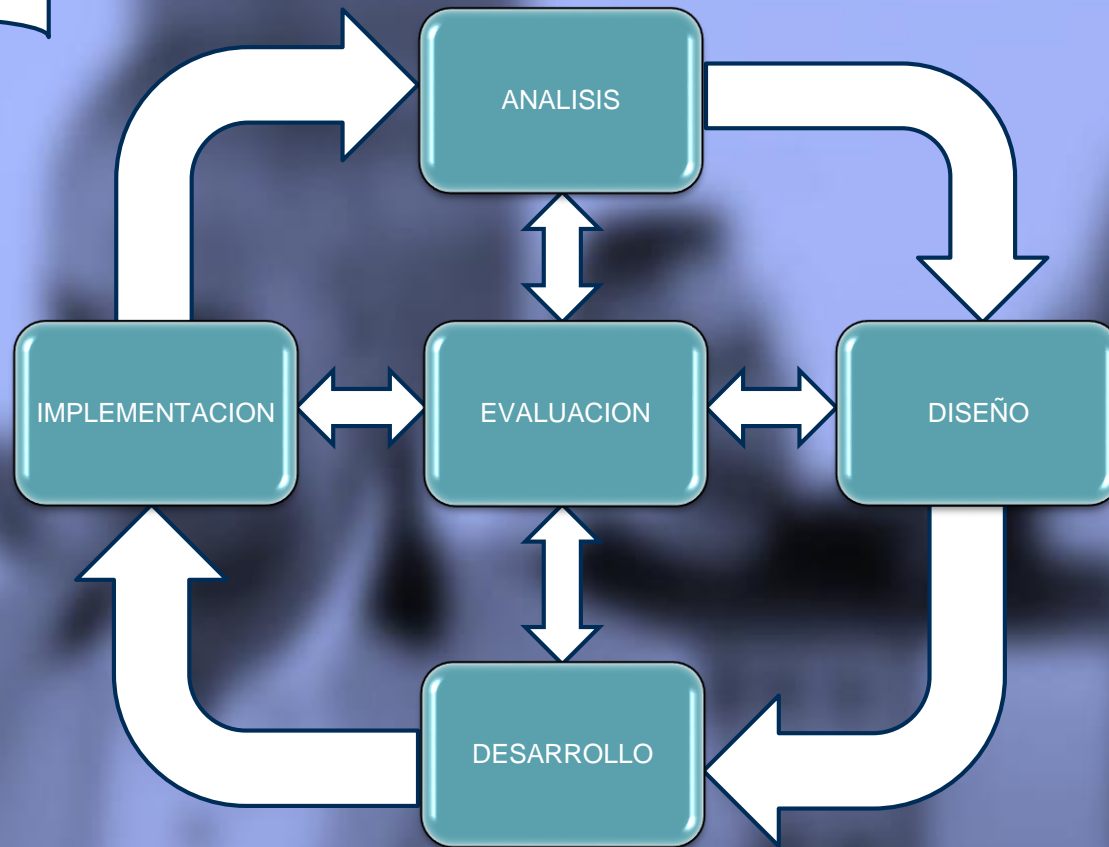 ANALISIS
IMPLEMENTACION
EVALUACION
DISEÑO
DESARROLLO